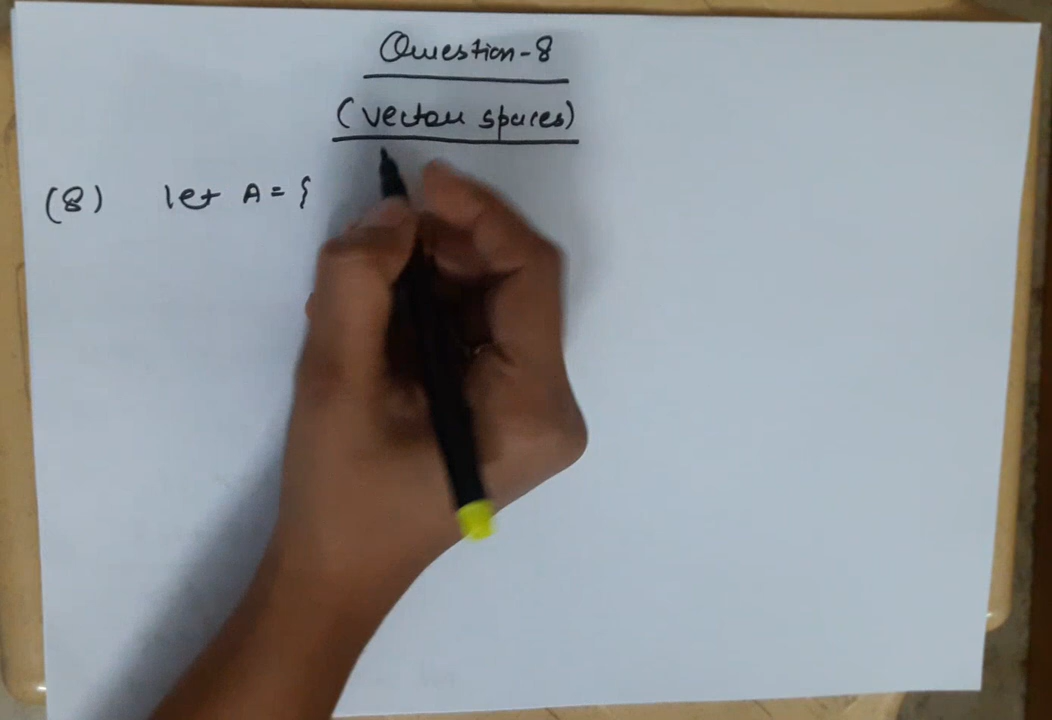 Question-8
(vector spaces)
(8) let A = {